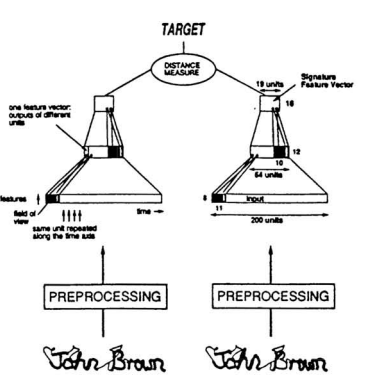 TARGET
DISTANCE
MEASURE
one feature vector:
outputs of different
units
19 units
Signature
Feature Vector
16
12
10
64 units
features
field of
view
time
same unit repeated
along the time axis
8
Input
11
200 units
PREPROCESSING
PREPROCESSING
John Brown
John Brown